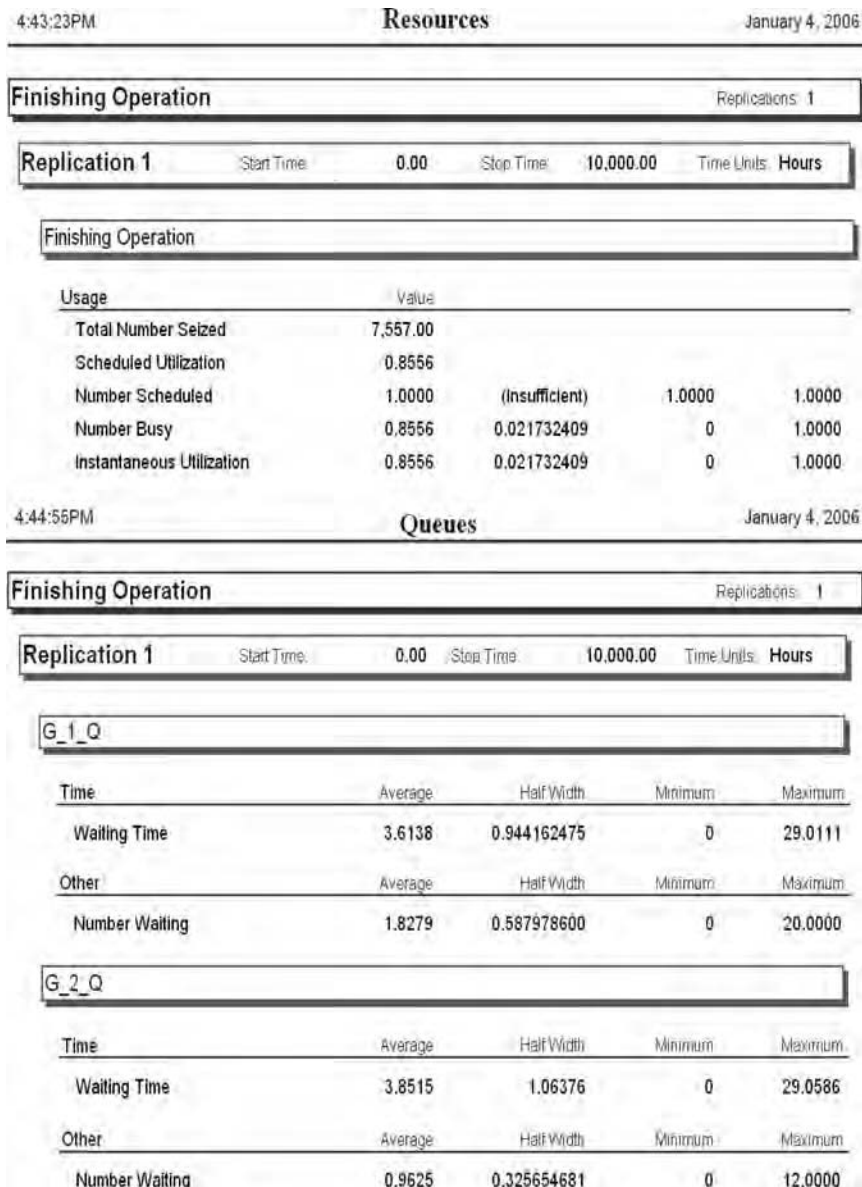 4:43:23PM Resources January 4, 2006
Finishing Operation Replications: 1
Replication 1 Start Time: 0.00 Stop Time: 10,000.00 Time Units: Hours
Finishing Operation
Usage Value
Total Number Seized 7,557.00
Scheduled Utilization 0.8556
Number Scheduled 1.0000 (Insufficient) 1.0000 1.0000
Number Busy 0.8556 0.021732409 0 1.0000
Instantaneous Utilization 0.8556 0.021732409 0 1.0000
4:44:55PM Queues January 4, 2006
Finishing Operation Replications: 1
Replication 1 Start Time: 0.00 Stop Time 10,000.00 Time Units: Hours
G_1_Q
Time Average Half Width Minimum Maximum
Waiting Time 3.6138 0.944162475 0 29.0111
Other Average Half Width Minimum Maximum
Number Waiting 1.8279 0.587978600 0 20.0000
G_2_Q
Time Average Half Width Minimum Maximum
Waiting Time 3.8515 1.06376 0 29.0586
Other Average Half Width Minimum Maximum
Number Waiting 0.9625 0.325654681 0 12.0000